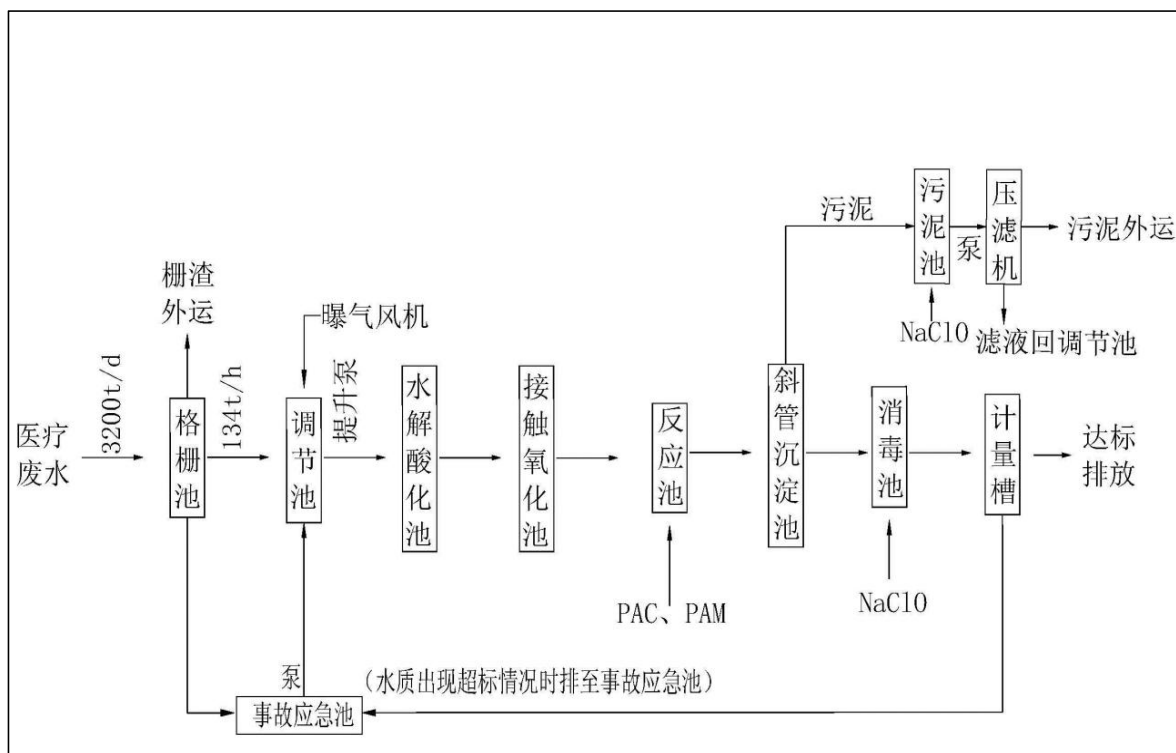 污泥
污泥池
泵
压滤机
污泥外运
NaClO
滤液回调节池
栅渣
外运
曝气风机
医疗
废水
3200t/d
格栅池
134t/h
调节池
提升泵
水解酸化池
接触氧化池
反应池
斜管沉淀池
消毒池
计量槽
达标
排放
PAC、PAM
NaClO
泵
(水质出现超标情况时排至事故应急池)
事故应急池